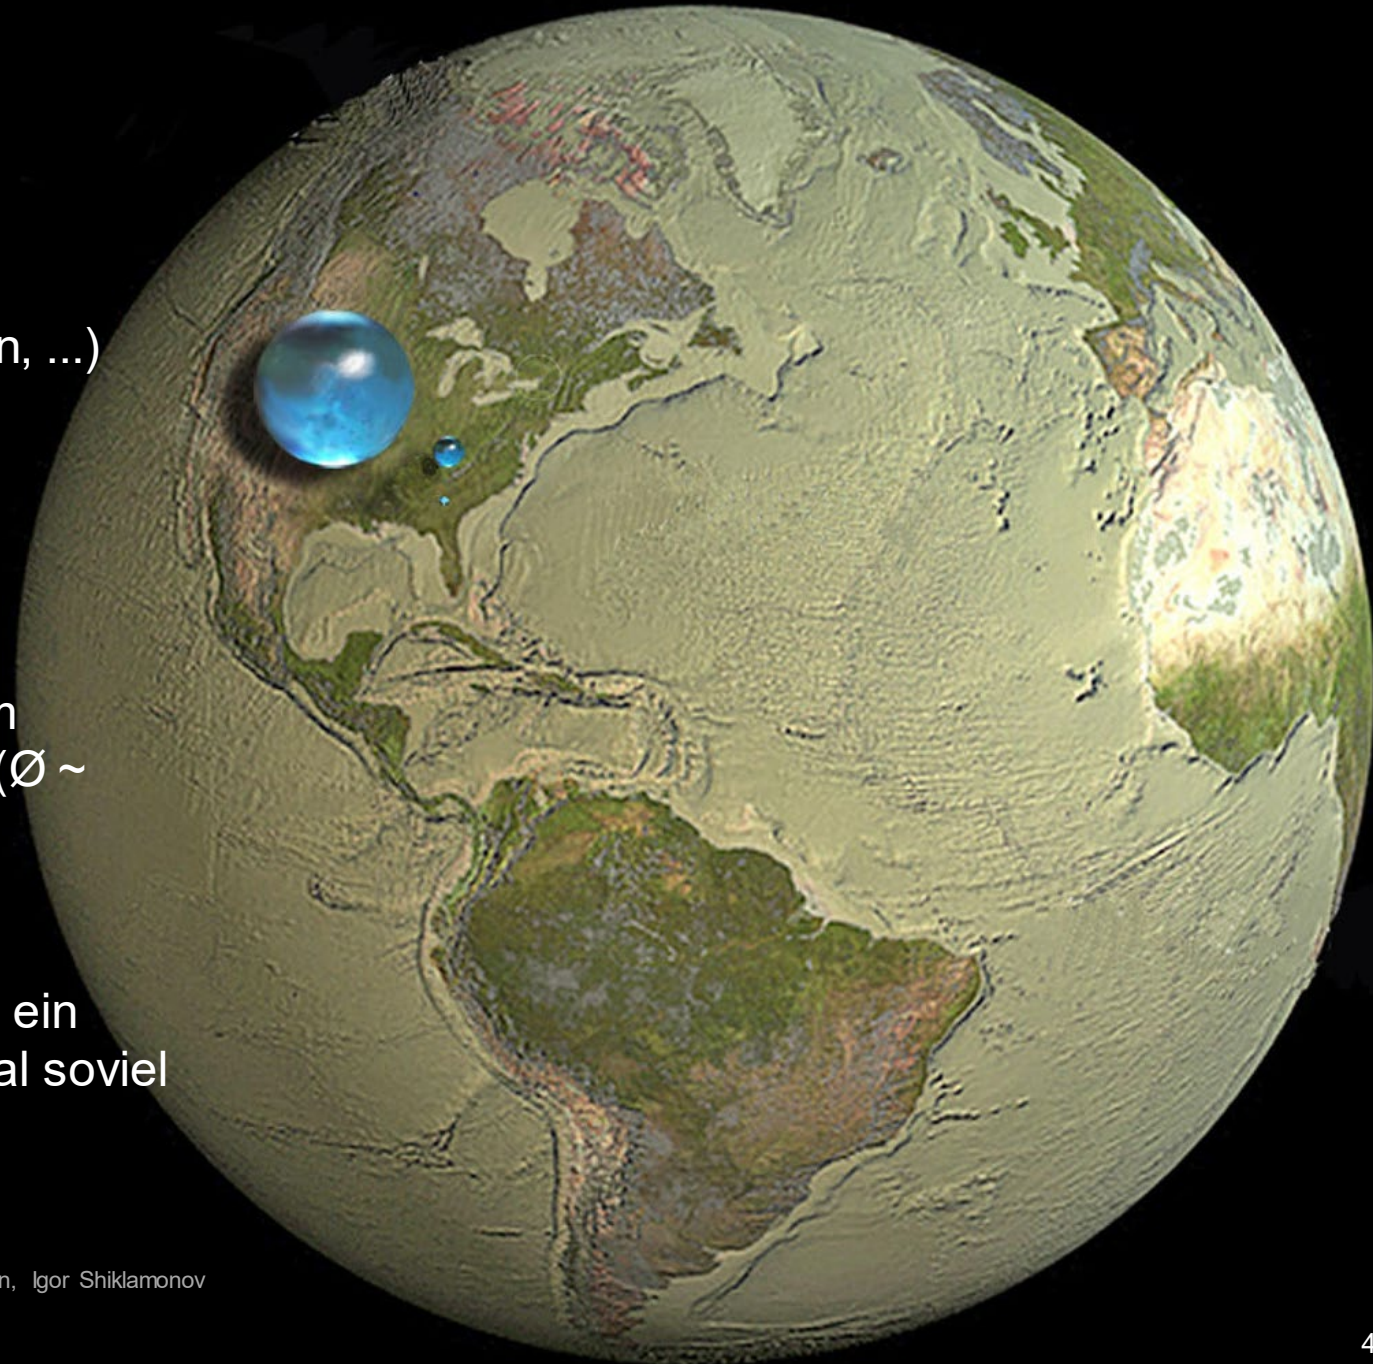 n, ...)
n
(Ø ~
ein
al soviel
n, Igor Shiklamonov
4